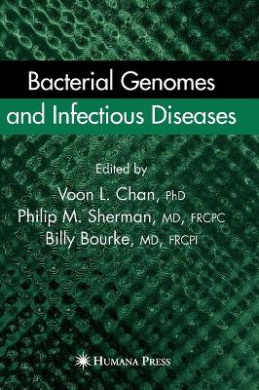 Bacterial Genomes
and Infectious Diseases
Edited by
Voon L. Chan, PhD
Philip M. Sherman, MD, FRCPC
Billy Bourke, MD, FRCPI
HUMANA PRESS